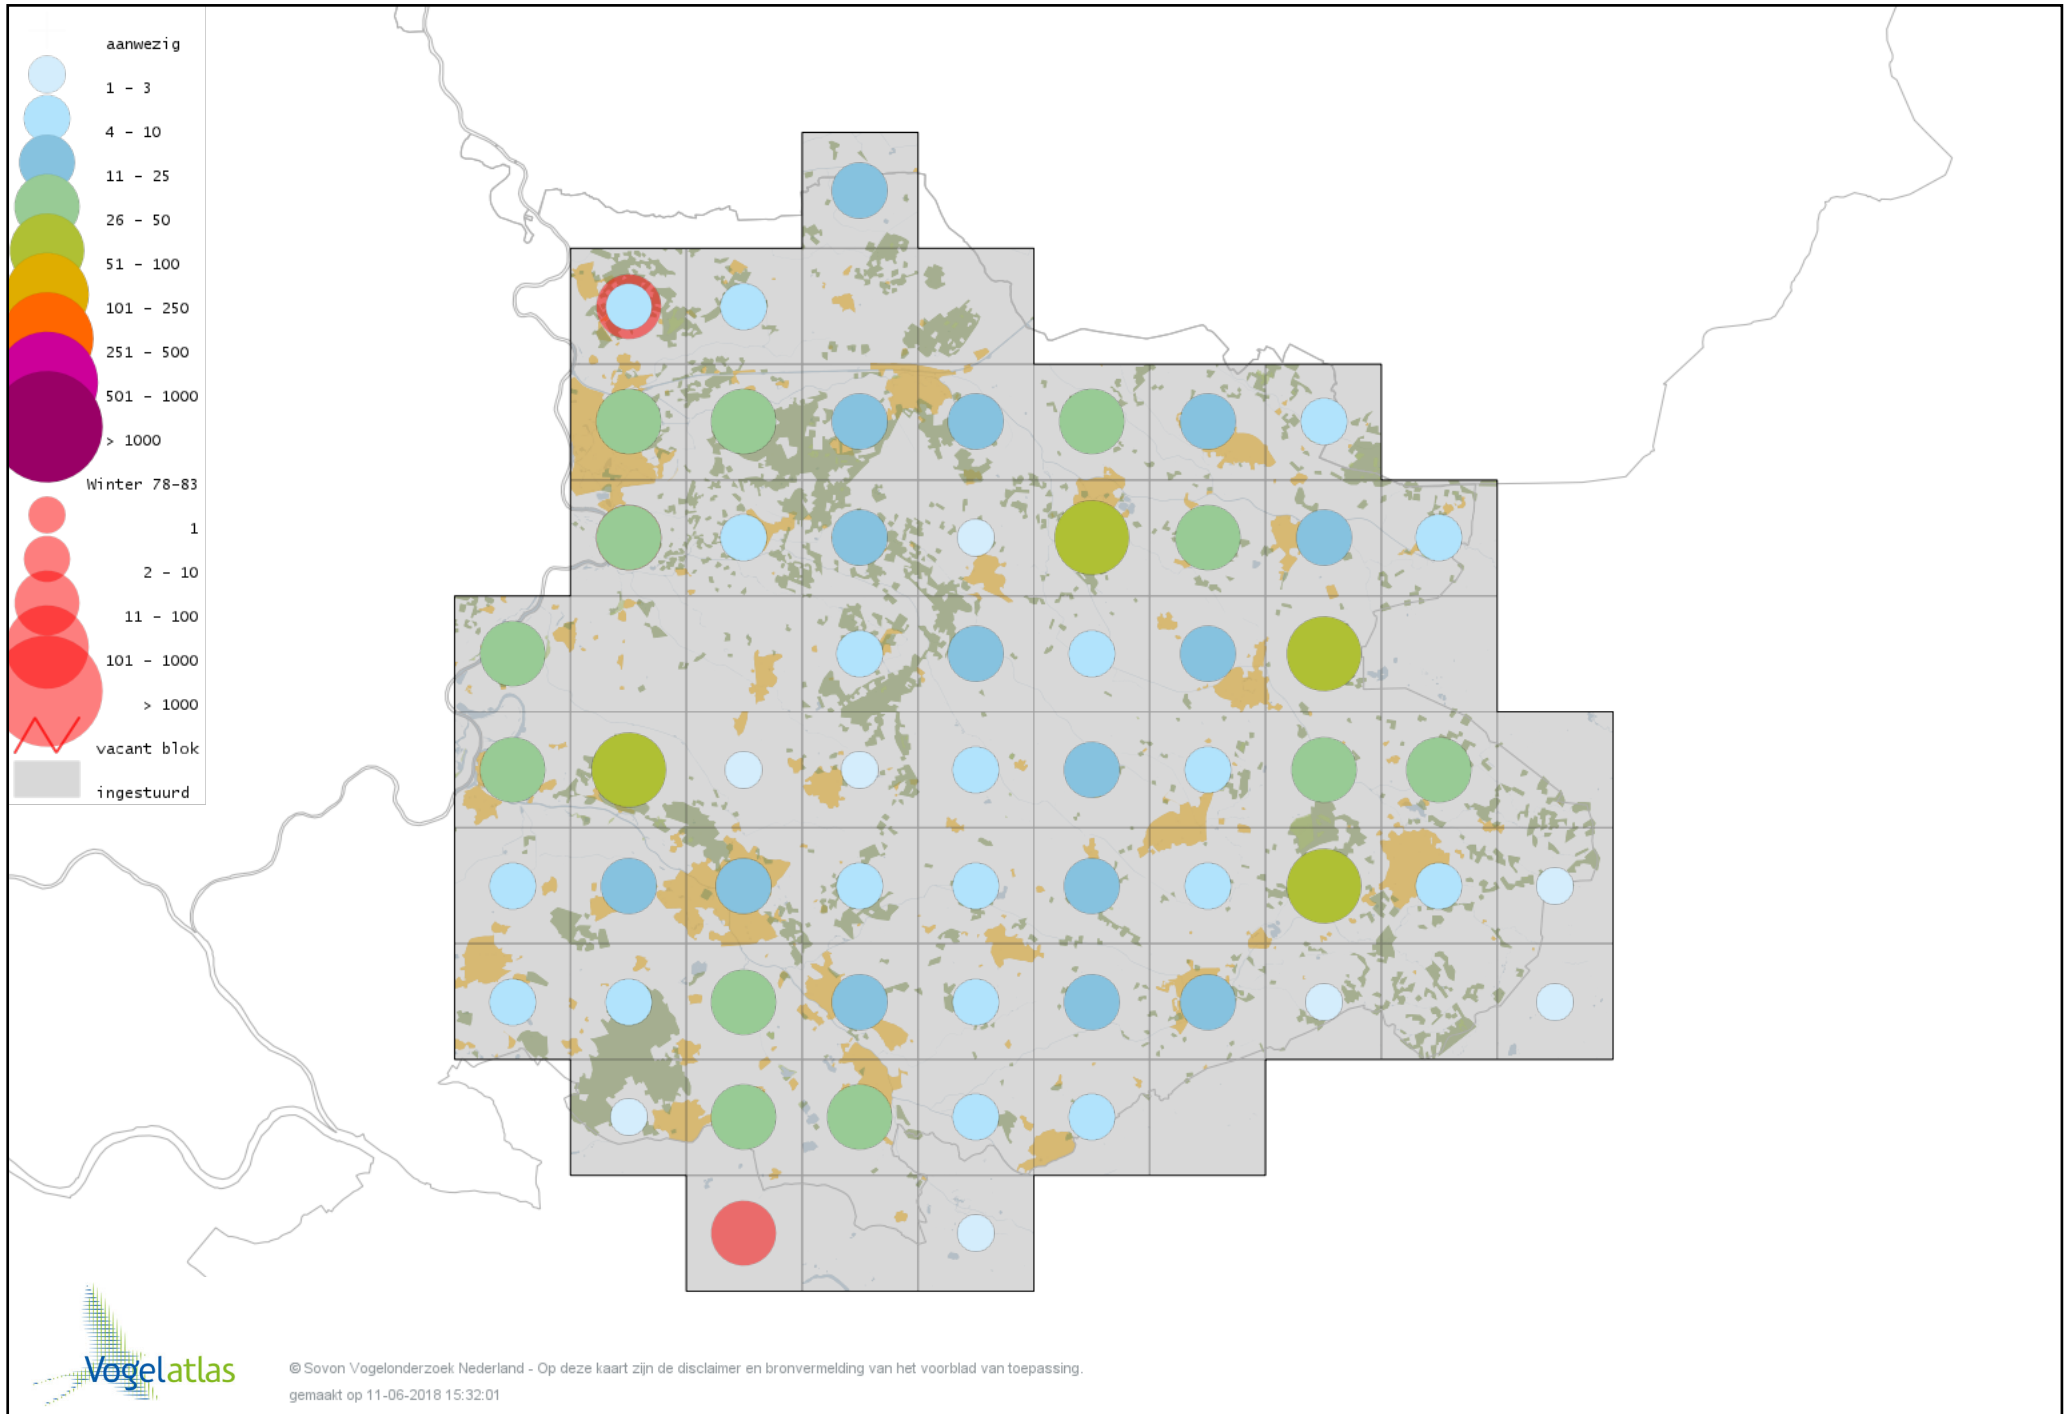 aanwezig
1 – 3
4 – 10
11 – 25
26 – 50
51 – 100
101 – 250
251 – 500
501 – 1000
> 1000
Winter 78-83
1
2 – 10
11 – 100
101 – 1000
> 1000
vacant blok
ingestuurd
Vogelatlas
© Sovon Vogelonderzoek Nederland - Op deze kaart zijn de disclaimer en bronvermelding van het voorblad van toepassing.
gemaakt op 11-06-2018 15:32:01